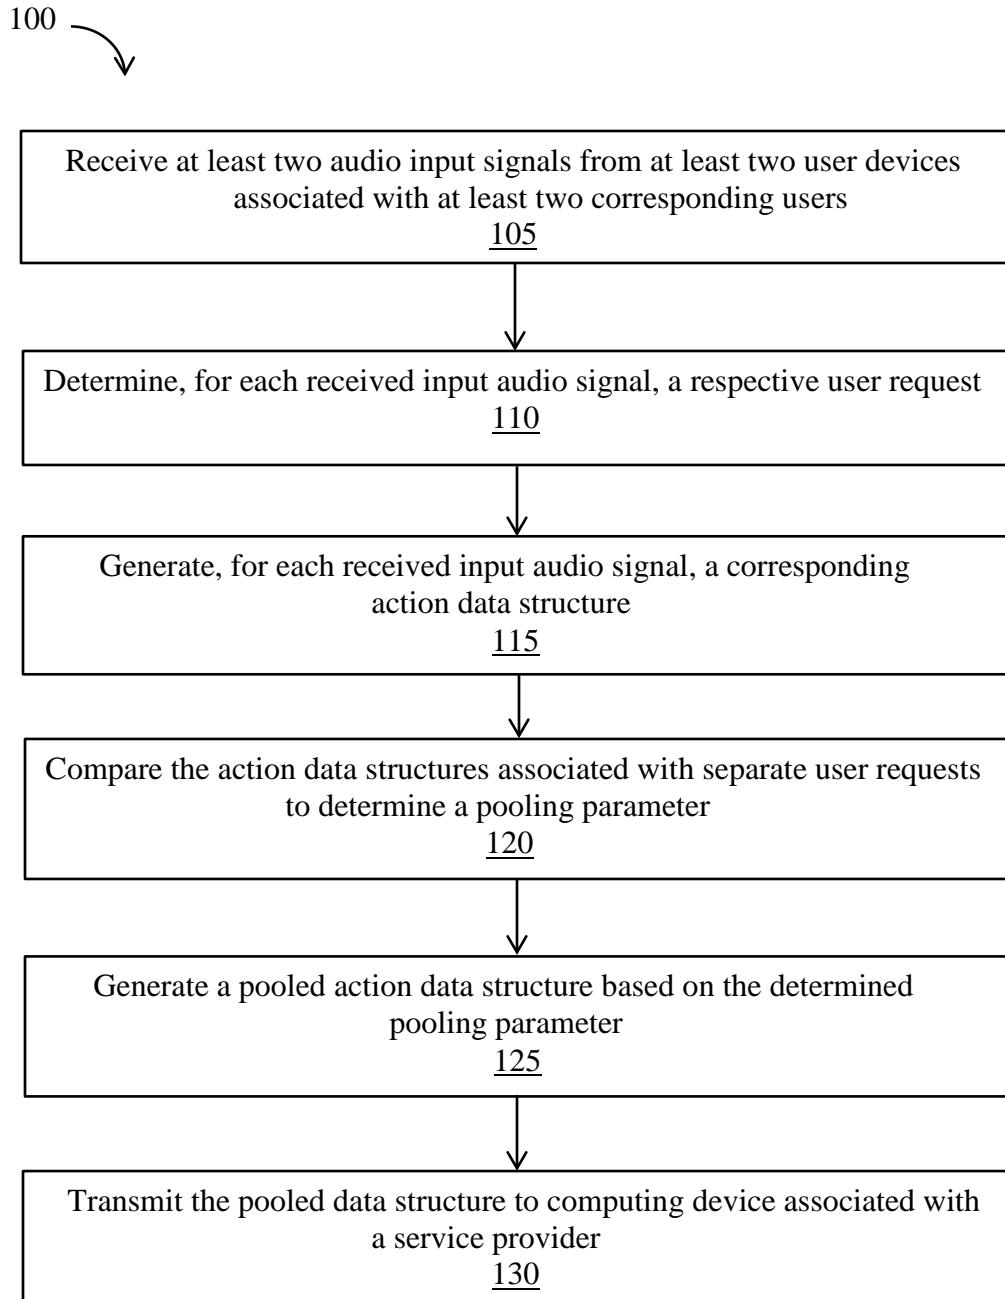 100
Receive at least two audio input signals from at least two user devices
associated with at least two corresponding users
105
Determine, for each received input audio signal, a respective user request
110
Generate, for each received input audio signal, a corresponding
action data structure
115
Compare the action data structures associated with separate user requests
to determine a pooling parameter
120
Generate a pooled action data structure based on the determined
pooling parameter
125
Transmit the pooled data structure to computing device associated with
a service provider
130